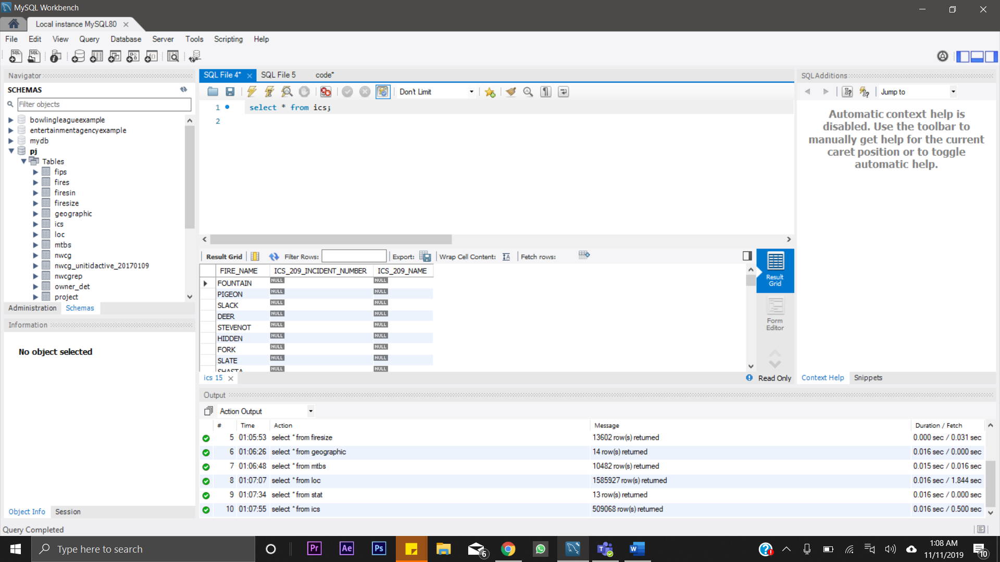 MySQL Workbench
Local instance MySQL80
File Edit View Query Database Server Tools Scripting Help
Navigator
SCHEMAS
Filter objects
bowlingleagueexample
entertainmentagencyexample
mydb
pj
Tables
fips
fires
firesin
firesize
geographic
ics
loc
mtbs
nwcg
nwcg_unitidactive_20170109
nwcgrep
owner_det
project
Administration Schemas
Information
No object selected
Object Info Session
Query Completed
SQL File 4* SQL File 5 code*
Don't Limit
1 select * from ics;
2
Result Grid Filter Rows: Export: Wrap Cell Content: Fetch rows:
FIRE_NAME ICS_209_INCIDENT_NUMBER ICS_209_NAME
FOUNTAIN NULL NULL
PIGEON NULL NULL
SLACK NULL NULL
DEER NULL NULL
STEVENOT NULL NULL
HIDDEN NULL NULL
FORK NULL NULL
SLATE NULL NULL
SHASTA NULL NULL
Result
Grid
Form
Editor
ics 15
Read Only
SQLAdditions
Jump to
Automatic context help is
disabled. Use the toolbar to
manually get help for the current
caret position or to toggle
automatic help.
Context Help Snippets
Output
Action Output
# Time Action Message Duration / Fetch
5 01:05:53 select * from firesize 13602 row(s) returned 0.000 sec / 0.031 sec
6 01:06:26 select * from geographic 14 row(s) returned 0.016 sec / 0.000 sec
7 01:06:48 select * from mtbs 10482 row(s) returned 0.015 sec / 0.016 sec
8 01:07:07 select * from loc 1585927 row(s) returned 0.016 sec / 1.844 sec
9 01:07:34 select * from stat 13 row(s) returned 0.016 sec / 0.000 sec
10 01:07:55 select * from ics 509068 row(s) returned 0.016 sec / 0.500 sec
Type here to search
Pr Ae Ps
6
1:08 AM
11/11/2019
10